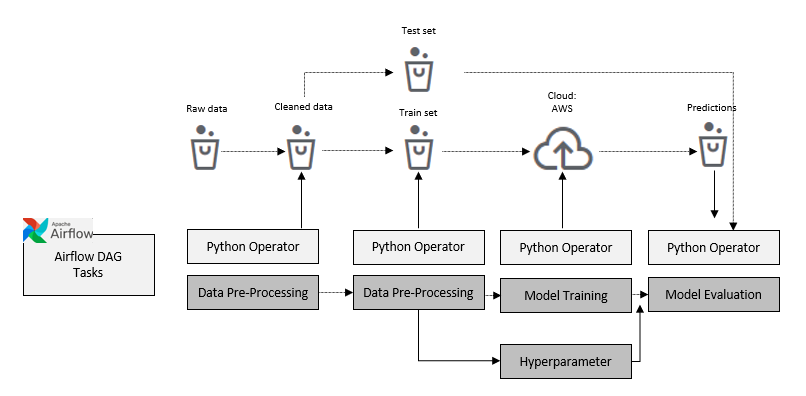 Test set
Raw data
Cleaned data
Train set
Cloud:
AWS
Predictions
Apache
Airflow
Airflow DAG
Tasks
Python Operator
Python Operator
Python Operator
Python Operator
Data Pre-Processing
Data Pre-Processing
Model Training
Model Evaluation
Hyperparameter